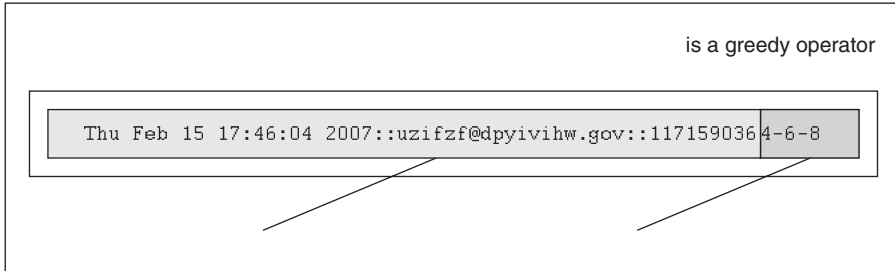 is a greedy operator
Thu Feb 15 17:46:04 2007::uzifzf@dpyivihw.gov::1171590364-6-8